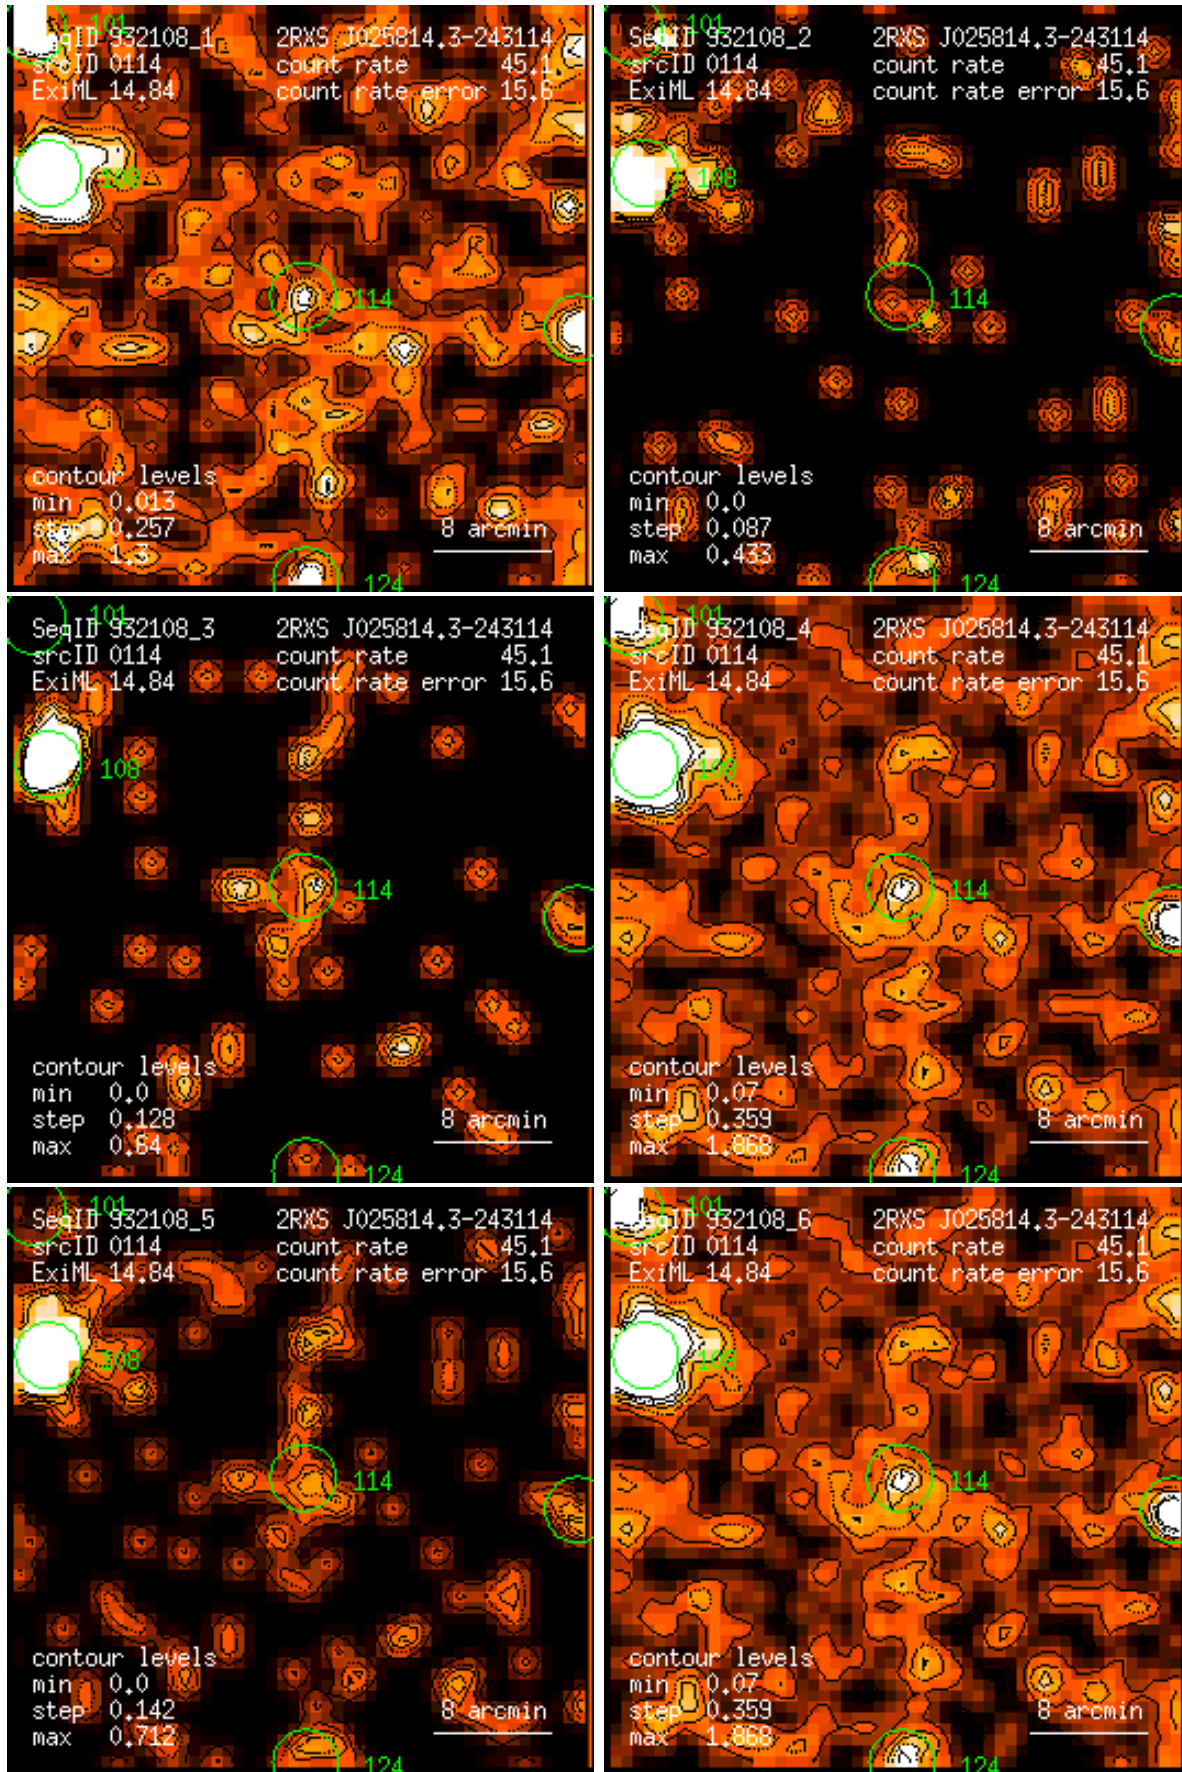 101
SeqID 932108_1 2RXS J025814.3-243114
srcID 0114 count rate 45.1
ExiML 14.84 count rate error 15.6
108
114
contour levels
min 0.013
step 0.257
max 1.3
8 arcmin
124
101
SeqID 932108_2 2RXS J025814.3-243114
srcID 0114 count rate 45.1
ExiML 14.84 count rate error 15.6
108
114
contour levels
min 0.0
step 0.087
max 0.433
8 arcmin
124
101
SeqID 932108_3 2RXS J025814.3-243114
srcID 0114 count rate 45.1
ExiML 14.84 count rate error 15.6
108
114
contour levels
min 0.0
step 0.128
max 0.64
8 arcmin
124
101
SeqID 932108_4 2RXS J025814.3-243114
srcID 0114 count rate 45.1
ExiML 14.84 count rate error 15.6
108
114
contour levels
min 0.07
step 0.359
max 1.868
8 arcmin
124
101
SeqID 932108_5 2RXS J025814.3-243114
srcID 0114 count rate 45.1
ExiML 14.84 count rate error 15.6
108
114
contour levels
min 0.0
step 0.142
max 0.712
8 arcmin
124
101
SeqID 932108_6 2RXS J025814.3-243114
srcID 0114 count rate 45.1
ExiML 14.84 count rate error 15.6
108
114
contour levels
min 0.07
step 0.359
max 1.868
8 arcmin
124